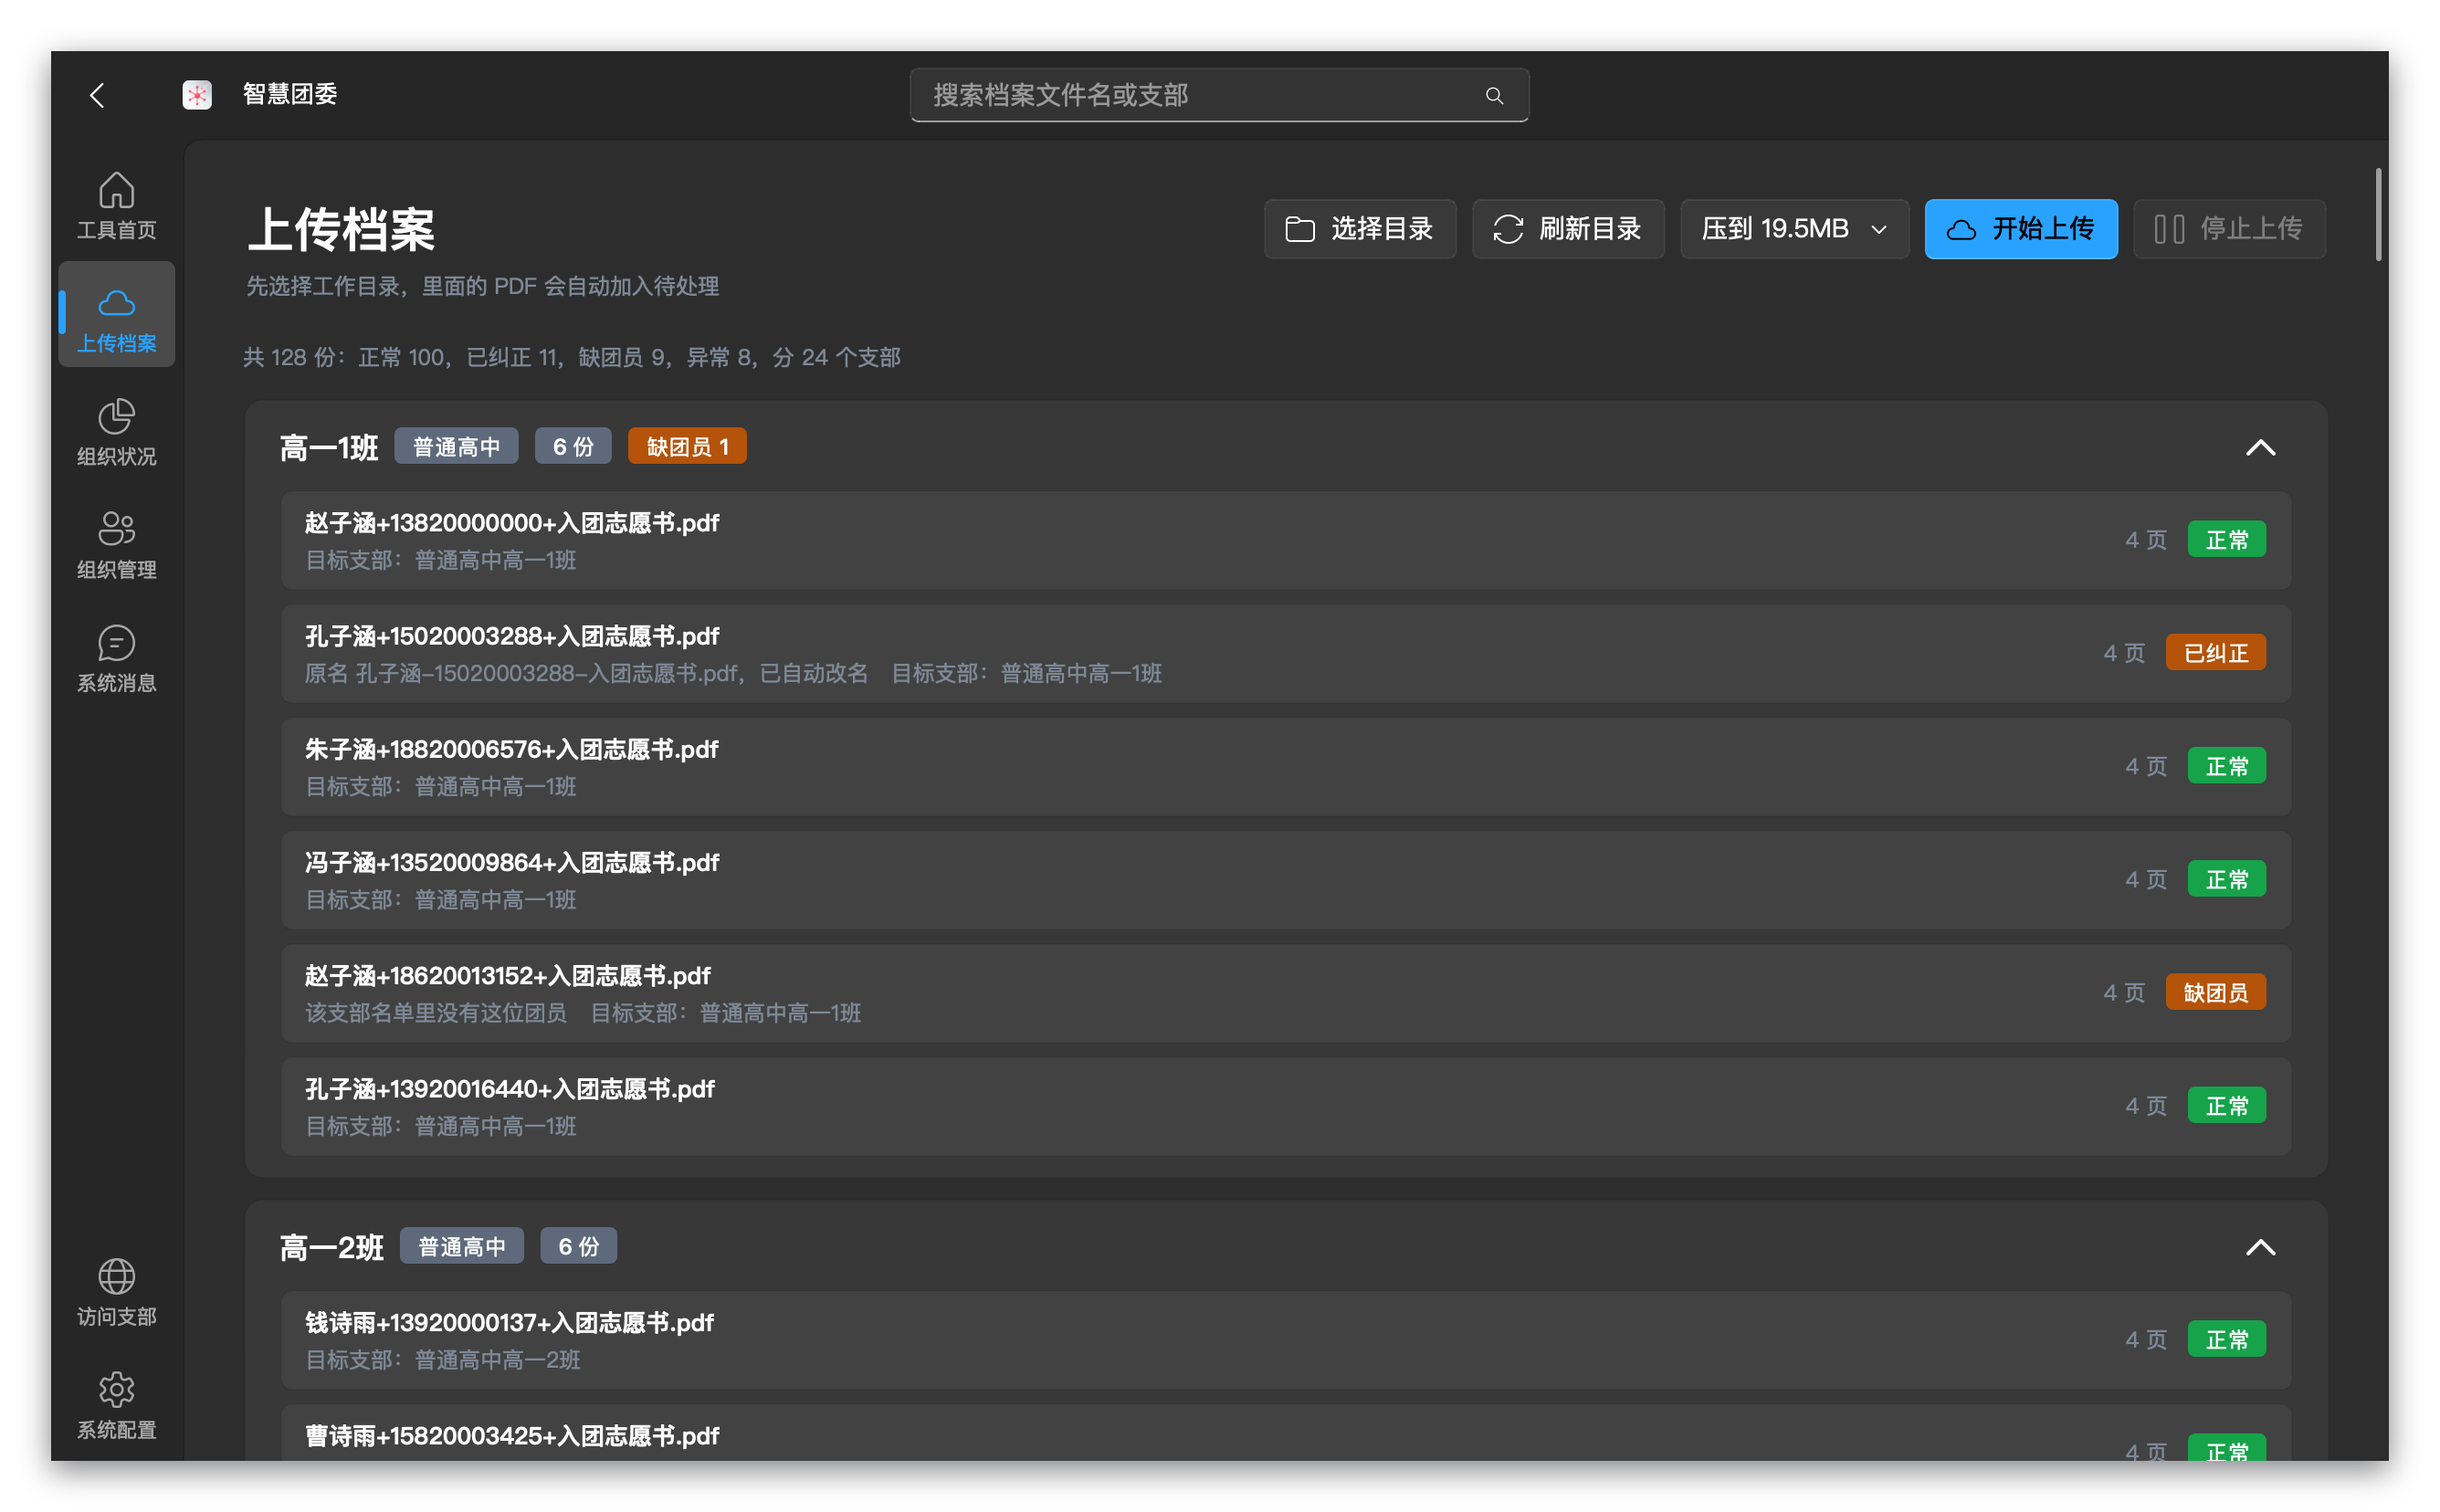 智慧团委
搜索档案文件名或支部
工具首页
上传档案
组织状况
组织管理
系统消息
访问支部
系统配置
上传档案
选择目录
刷新目录
压到 19.5MB
开始上传
停止上传
先选择工作目录，里面的 PDF 会自动加入待处理
共 128 份：正常 100，已纠正 11，缺团员 9，异常 8，分 24 个支部
高一1班 普通高中 6 份 缺团员 1
赵子涵+13820000000+入团志愿书.pdf
目标支部：普通高中高一1班
4 页 正常
孔子涵+15020003288+入团志愿书.pdf
原名 孔子涵-15020003288-入团志愿书.pdf，已自动改名 目标支部：普通高中高一1班
4 页 已纠正
朱子涵+18820006576+入团志愿书.pdf
目标支部：普通高中高一1班
4 页 正常
冯子涵+13520009864+入团志愿书.pdf
目标支部：普通高中高一1班
4 页 正常
赵子涵+18620013152+入团志愿书.pdf
该支部名单里没有这位团员 目标支部：普通高中高一1班
4 页 缺团员
孔子涵+13920016440+入团志愿书.pdf
目标支部：普通高中高一1班
4 页 正常
高一2班 普通高中 6 份
钱诗雨+13920000137+入团志愿书.pdf
目标支部：普通高中高一2班
4 页 正常
曹诗雨+15820003425+入团志愿书.pdf
4 页 正常